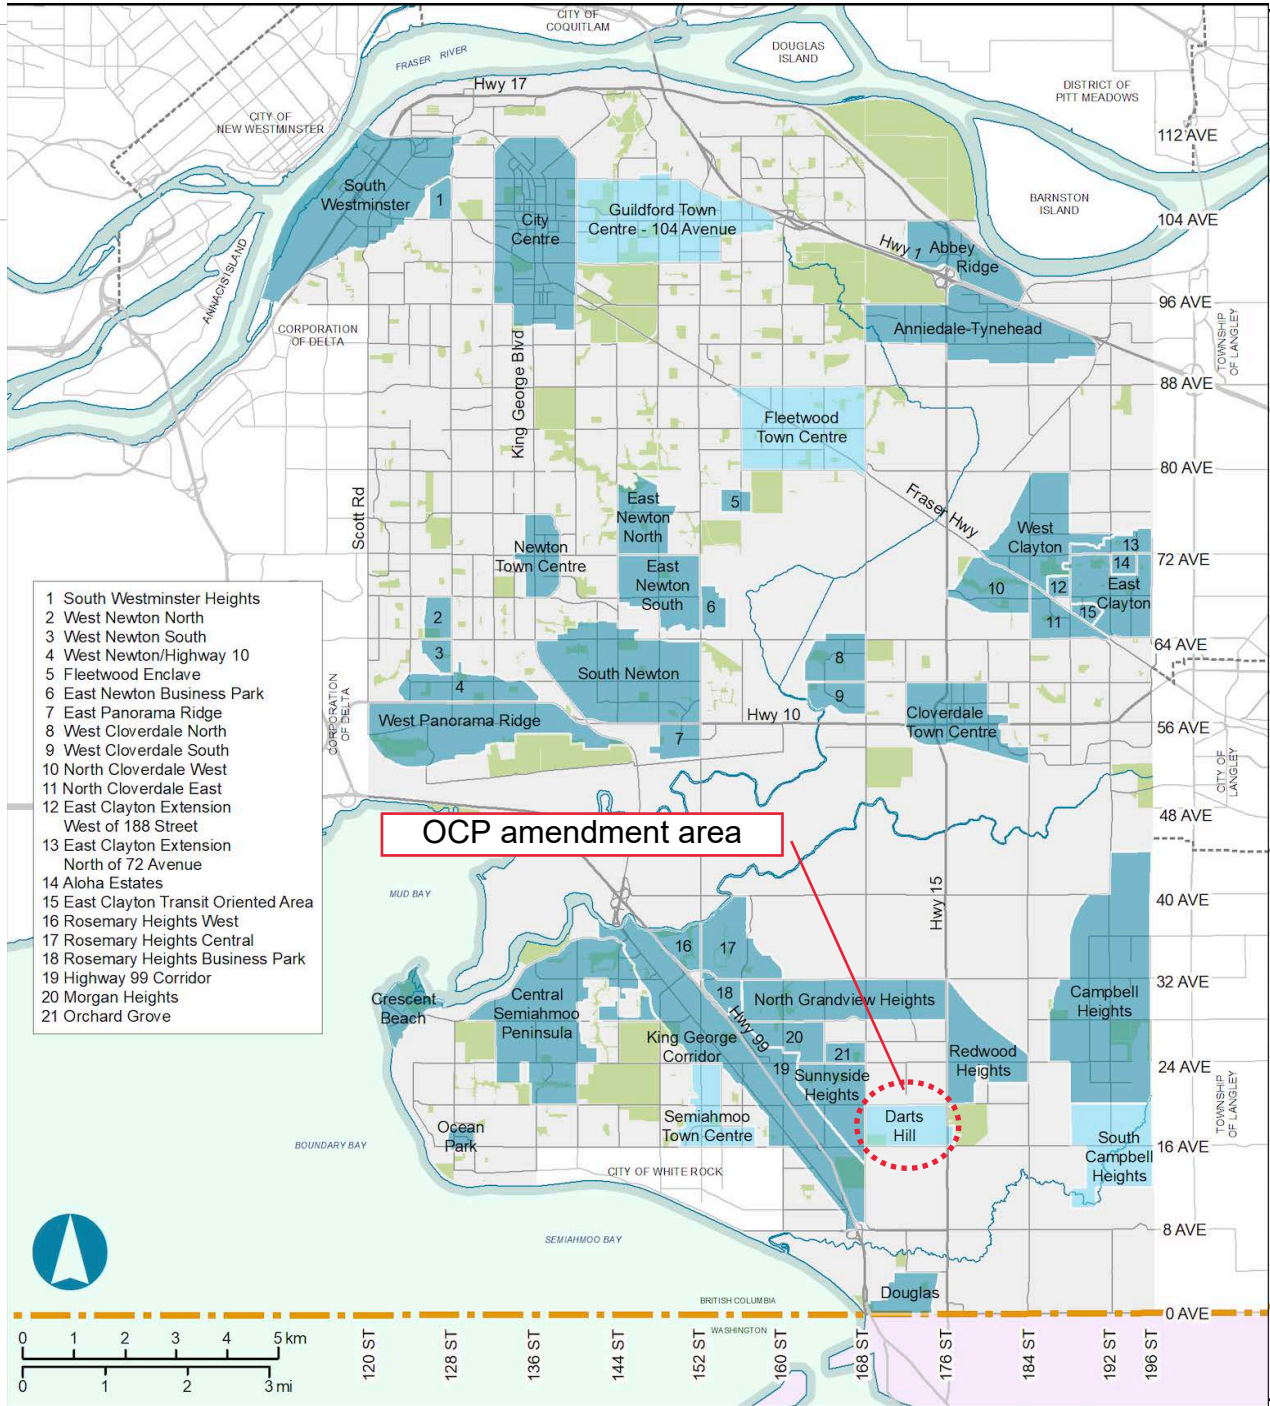 CITY OF
COQUITLAM
DOUGLAS
ISLAND
FRASER RIVER
Hwy 17
DISTRICT OF
PITT MEADOWS
CITY OF
NEW WESTMINSTER
112 AVE
South
Westminster
1
City
Centre
Guildford Town
Centre - 104 Avenue
BARNSTON
ISLAND
104 AVE
Hwy 1
Abbey
Ridge
ANNACIS ISLAND
96 AVE
CORPORATION
OF DELTA
Anniedale-Tynehead
TOWNSHIP
OF LANGLEY
King George Blvd
88 AVE
Fleetwood
Town Centre
80 AVE
Scott Rd
East
Newton
North
5
Fraser Hwy
West
Clayton
13
Newton
Town Centre
72 AVE
14
East
Newton
South
6
10
12
East
Clayton
15
11
2
3
4
64 AVE
8
9
South Newton
CORPORATION
OF DELTA
West Panorama Ridge
7
Hwy 10
Cloverdale
Town Centre
56 AVE
CITY OF
LANGLEY
1 South Westminster Heights
2 West Newton North
3 West Newton South
4 West Newton/Highway 10
5 Fleetwood Enclave
6 East Newton Business Park
7 East Panorama Ridge
8 West Cloverdale North
9 West Cloverdale South
10 North Cloverdale West
11 North Cloverdale East
12 East Clayton Extension
West of 188 Street
13 East Clayton Extension
North of 72 Avenue
14 Aloha Estates
15 East Clayton Transit Oriented Area
16 Rosemary Heights West
17 Rosemary Heights Central
18 Rosemary Heights Business Park
19 Highway 99 Corridor
20 Morgan Heights
21 Orchard Grove
48 AVE
OCP amendment area
MUD BAY
Hwy 15
40 AVE
16
17
32 AVE
Crescent
Beach
Central
Semiahmoo
Peninsula
18
North Grandview Heights
Campbell
Heights
Hwy 99
King George
Corridor
20
21
Redwood
Heights
24 AVE
19
Sunnyside
Heights
TOWNSHIP
OF LANGLEY
Ocean
Park
Semiahmoo
Town Centre
Darts
Hill
BOUNDARY BAY
16 AVE
South
Campbell
Heights
CITY OF WHITE ROCK
8 AVE
SEMIAHMOO BAY
Douglas
BRITISH COLUMBIA
0 AVE
WASHINGTON
0 1 2 3 4 5 km
0 1 2 3 mi
120 ST
128 ST
136 ST
144 ST
152 ST
160 ST
168 ST
176 ST
184 ST
192 ST
196 ST